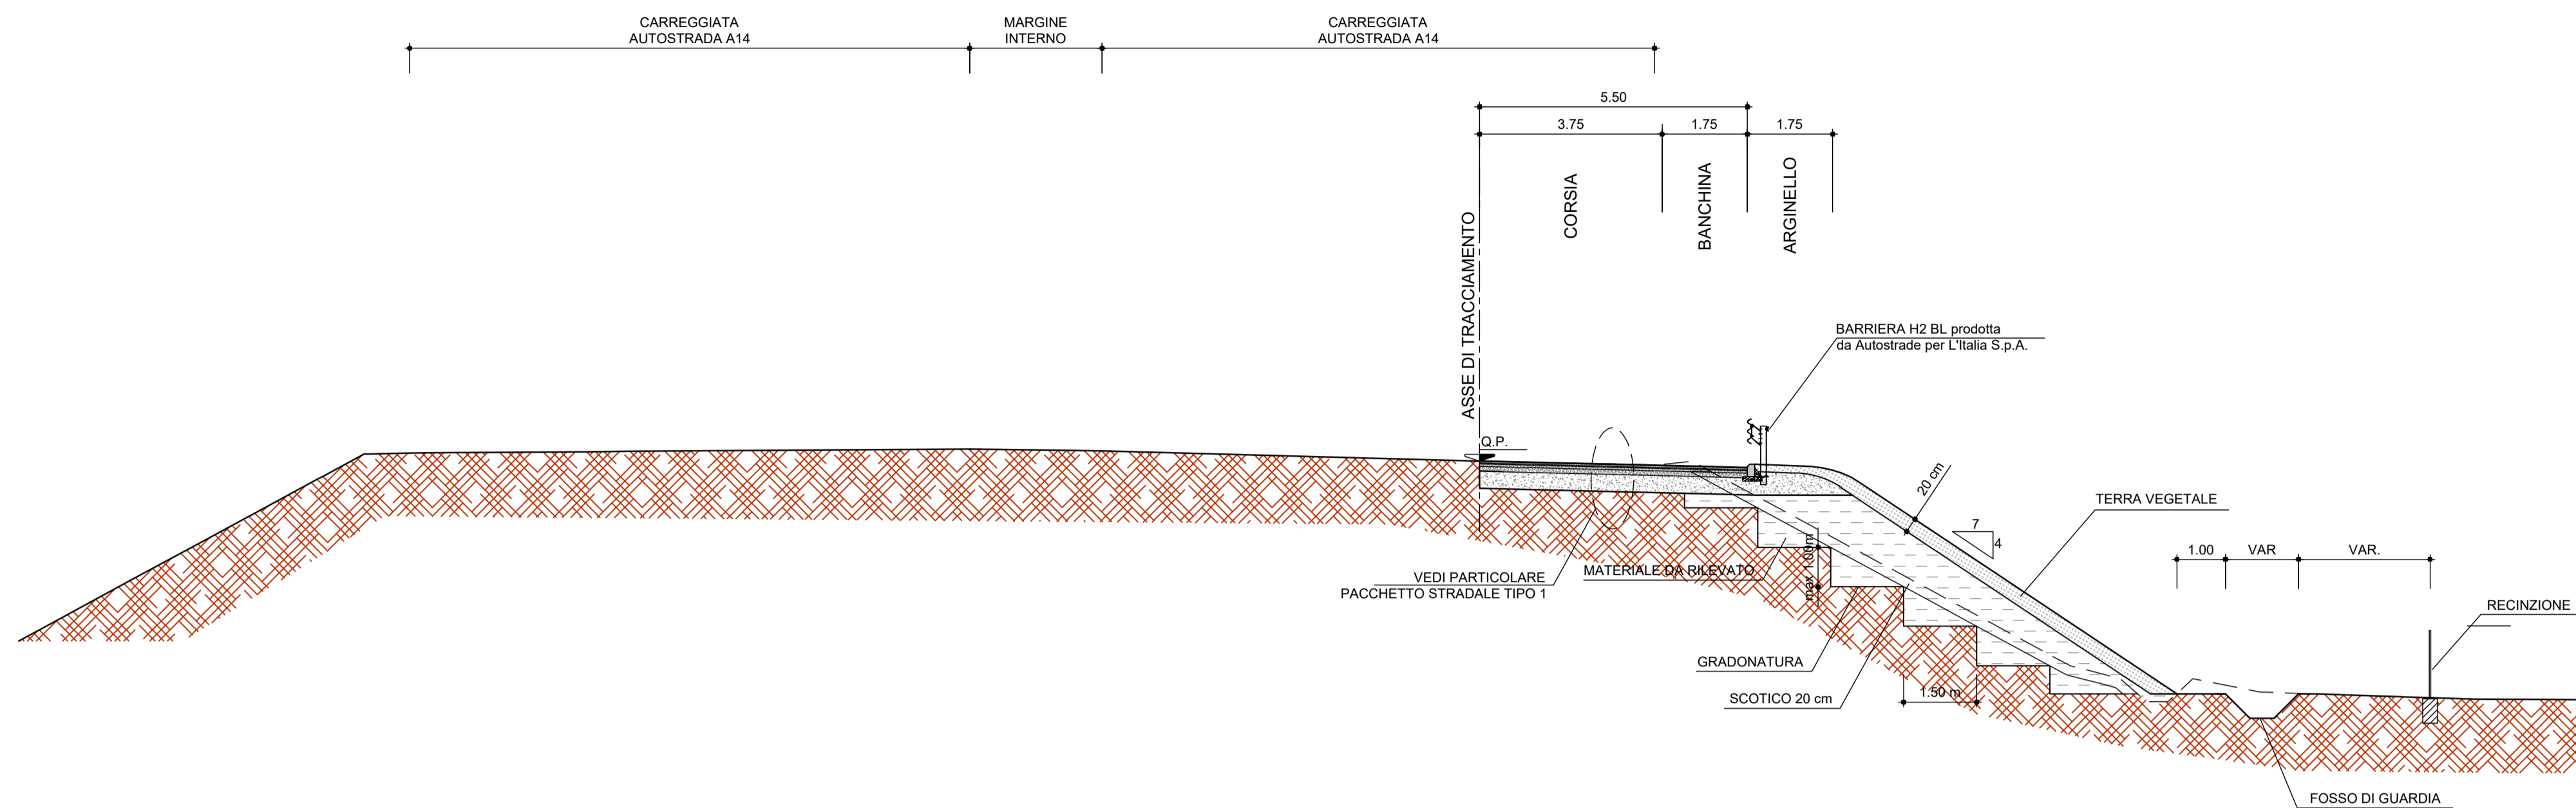 CARREGGIATA
AUTOSTRADA A14
MARGINE
INTERNO
CARREGGIATA
AUTOSTRADA A14
5.50
3.75
1.75
1.75
ASSE DI TRACCIAMENTO
CORSIA
BANCHINA
ARGINELLO
BARRIERA H2 BL prodotta
da Autostrade per L'Italia S.p.A.
Q.P.
20 cm
TERRA VEGETALE
7
4
1.00
VAR
VAR.
max 1.00m
MATERIALE DA RILEVATO
VEDI PARTICOLARE
PACCHETTO STRADALE TIPO 1
RECINZIONE
GRADONATURA
SCOTICO 20 cm
1.50 m
FOSSO DI GUARDIA